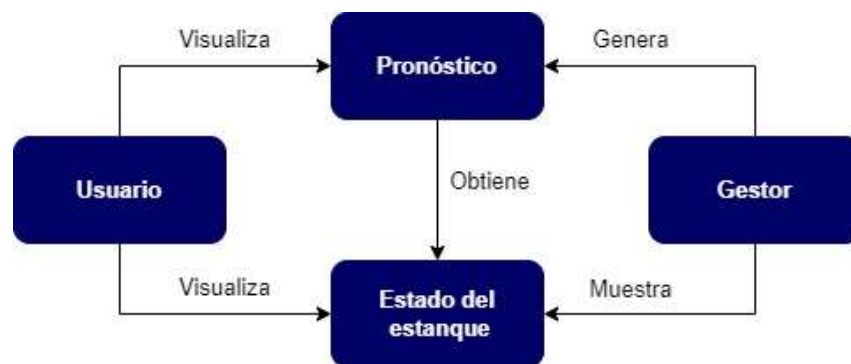 Visualiza
Pronóstico
Genera
Usuario
Obtiene
Gestor
Visualiza
Estado del
estanque
Muestra